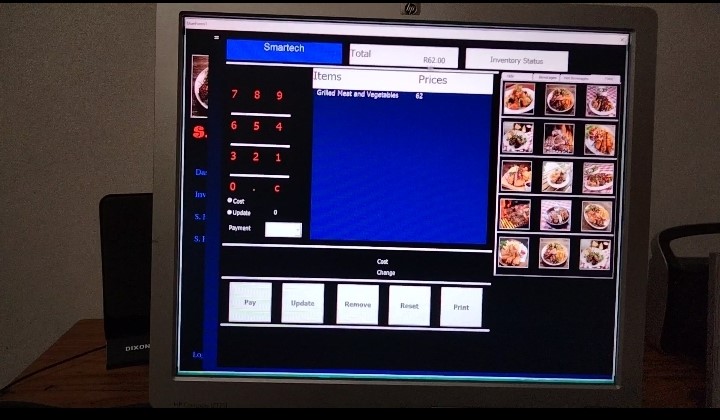 hp
Smartech
Total
R62.00
Inventory Status
Items
Prices
Grilled Meat and Vegetables 62
7 8 9
6 5 4
3 2 1
0 . c
Cost
Update 0
Payment
Cost
Change
Pay
Update
Remove
Reset
Print
S.
Da
Inv
S. I
S. I
Lo
DIXON